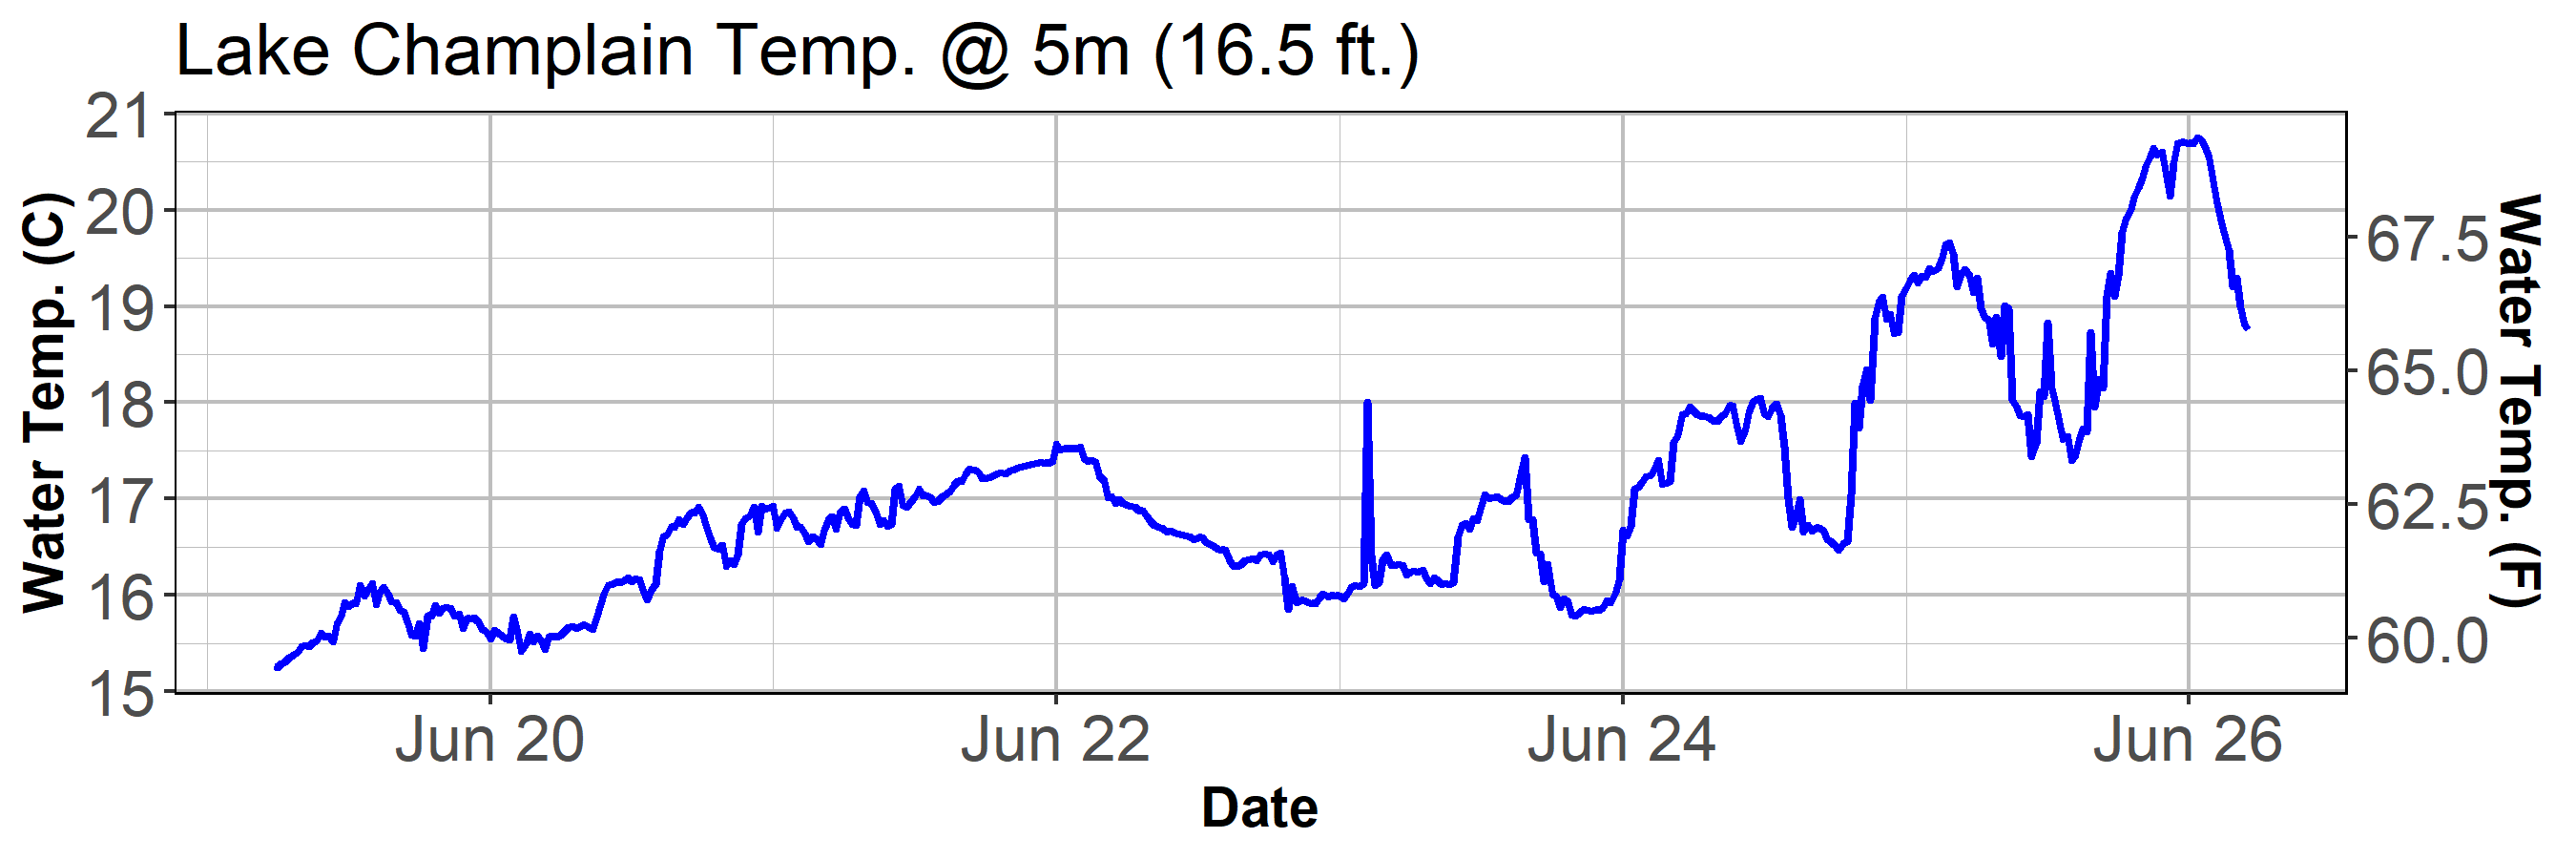 Lake Champlain Temp. @ 5m (16.5 ft.)
Water Temp. (C)
21
20
19
18
17
16
15
67.5
65.0
62.5
60.0
Water Temp. (F)
Jun 20 Jun 22 Jun 24 Jun 26
Date